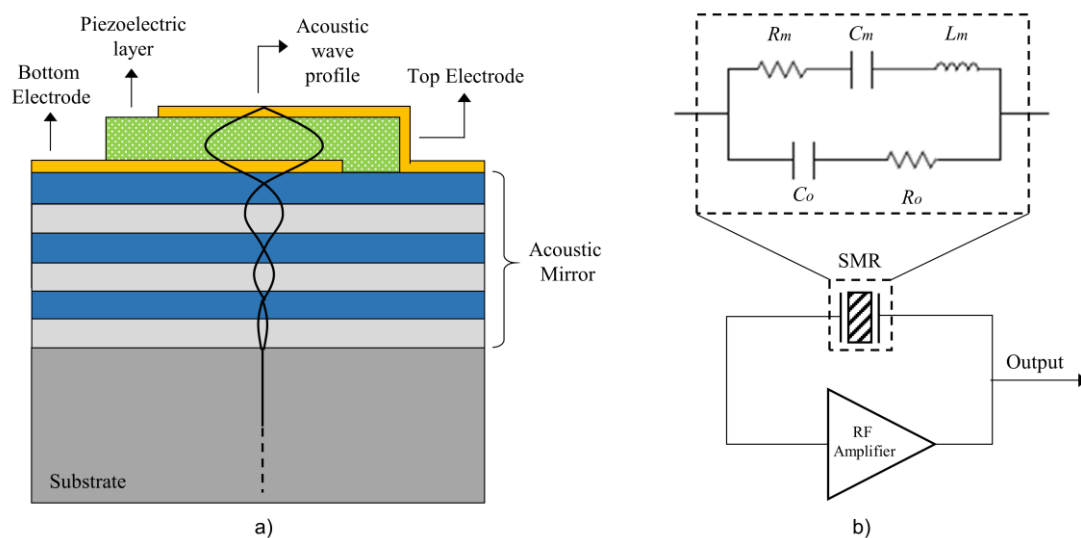 Piezoelectric
layer
Acoustic
wave
profile
Bottom
Electrode
Top Electrode
Acoustic
Mirror
Substrate
a)
Rm
Cm
Lm
Co
Ro
SMR
Output
RF
Amplifier
b)